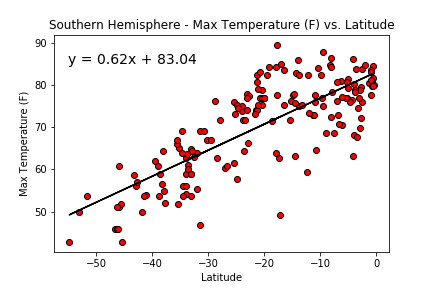 Southern Hemisphere - Max Temperature (F) vs. Latitude
y = 0.62x + 83.04
Max Temperature (F)
90
80
70
60
50
−50
−40
−30
−20
−10
0
Latitude